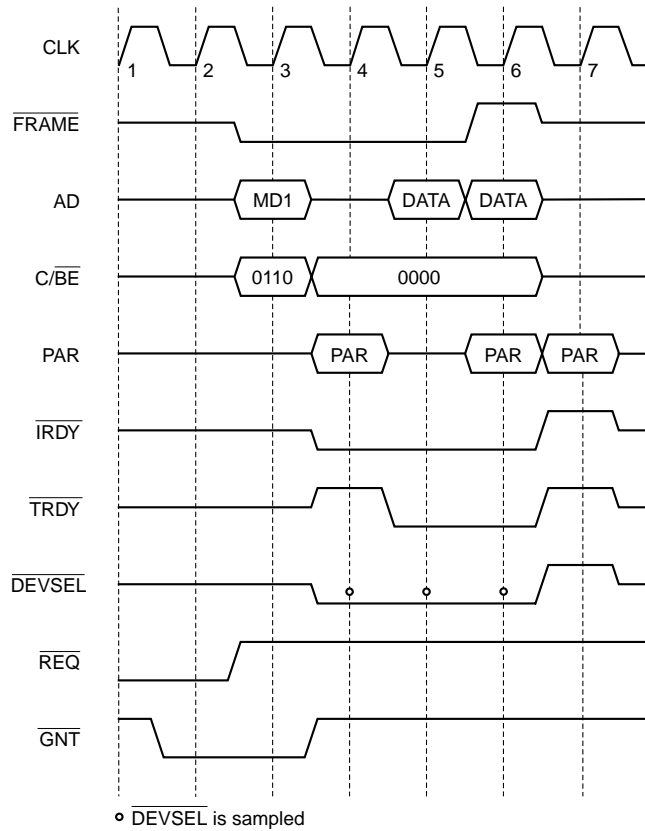 CLK
1 2 3 4 5 6 7
FRAME
AD
MD1 DATA DATA
C/BE
0110 0000
PAR
PAR PAR PAR
IRDY
TRDY
DEVSEL
REQ
GNT
DEVSEL is sampled